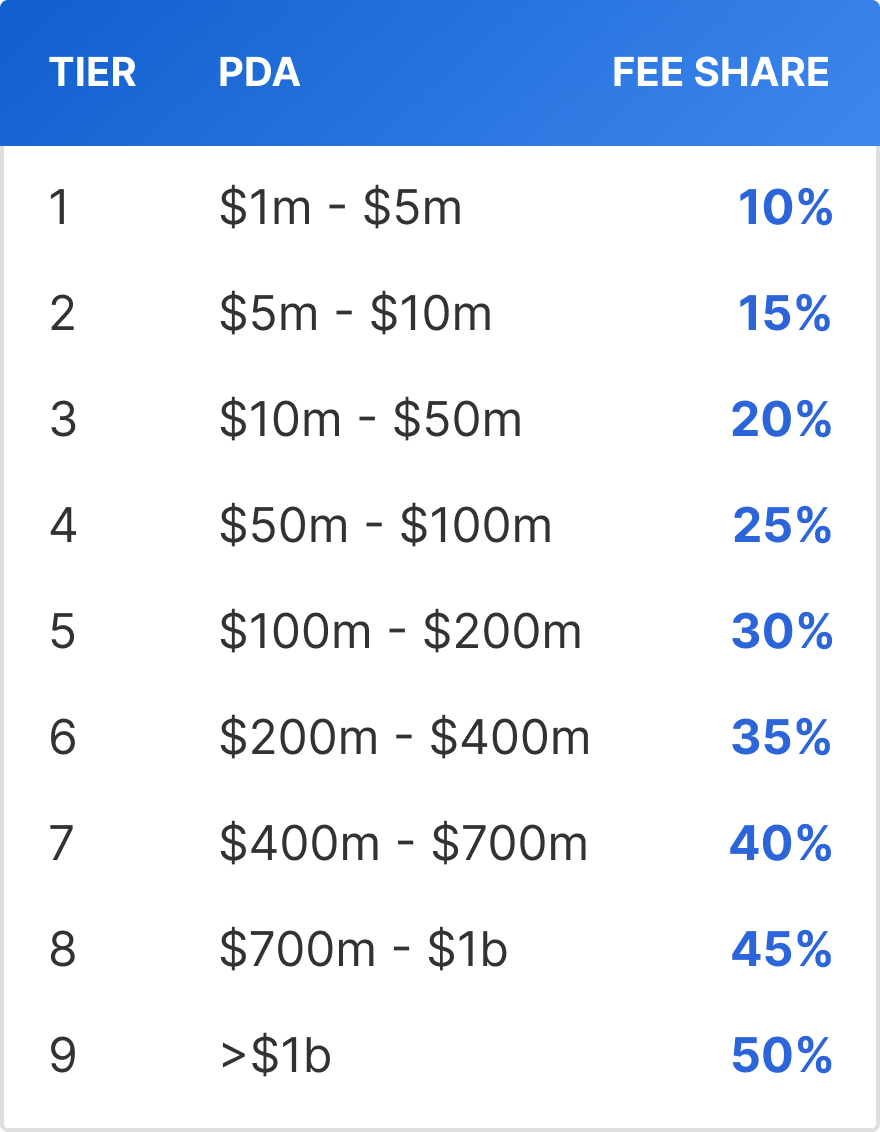 TIER PDA FEE SHARE
1 $1m - $5m 10%
2 $5m - $10m 15%
3 $10m - $50m 20%
4 $50m - $100m 25%
5 $100m - $200m 30%
6 $200m - $400m 35%
7 $400m - $700m 40%
8 $700m - $1b 45%
9 >$1b 50%